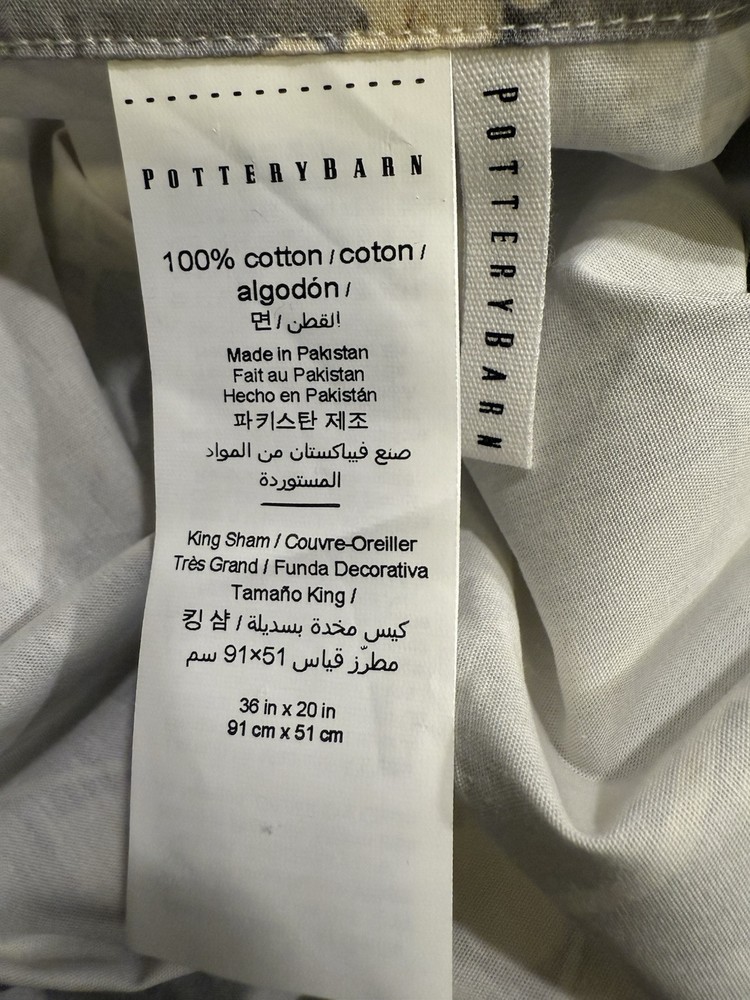 POTTERYBARN
100% cotton / coton /
algodón /
면 / القطن!
Made in Pakistan
Fait au Pakistan
Hecho en Pakistán
파키스탄 제조
صنع فيباكستان من المواد
المستوردة
King Sham / Couvre-Oreiller
Très Grand / Funda Decorativa
Tamaño King /
킹 샴 / كيس مخدة بسديلة
مطرّز قياس 51×91 سم
36 in x 20 in
91 cm x 51 cm
POTTERYBARN